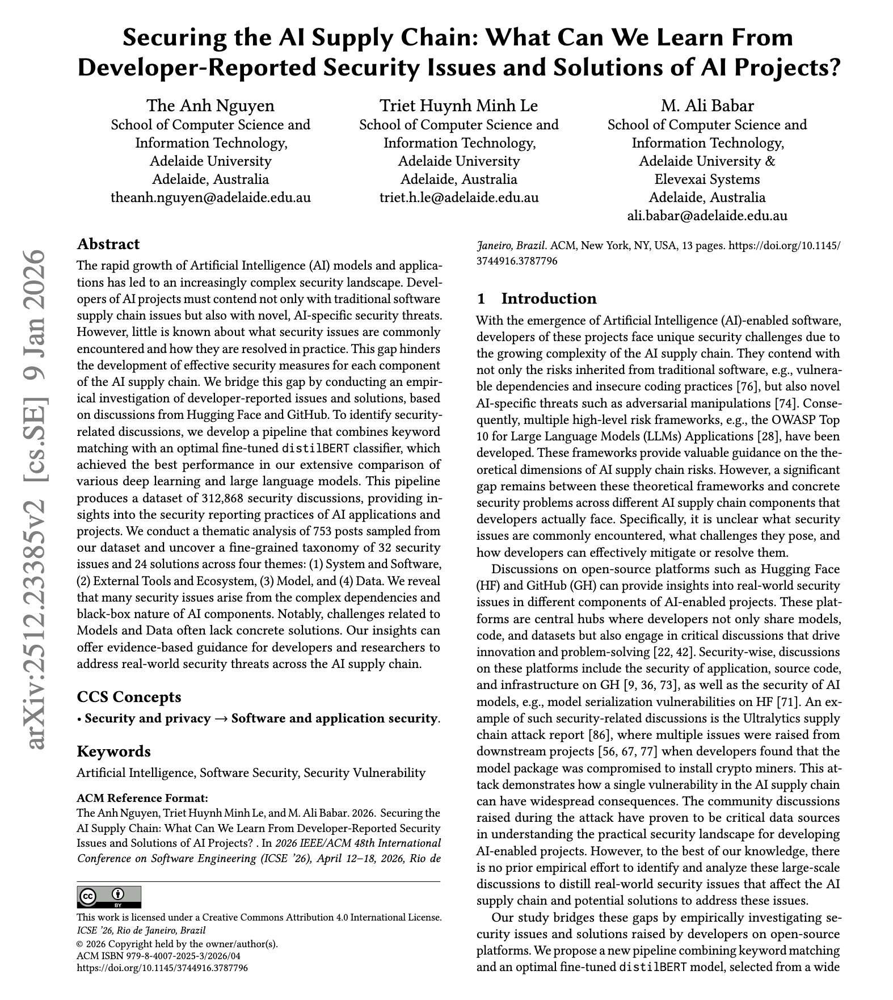 Securing the AI Supply Chain: What Can We Learn From
Developer-Reported Security Issues and Solutions of AI Projects?
The Anh Nguyen
School of Computer Science and
Information Technology,
Adelaide University
Adelaide, Australia
theanh.nguyen@adelaide.edu.au
Triet Huynh Minh Le
School of Computer Science and
Information Technology,
Adelaide University
Adelaide, Australia
triet.h.le@adelaide.edu.au
M. Ali Babar
School of Computer Science and
Information Technology,
Adelaide University &
Elevexai Systems
Adelaide, Australia
ali.babar@adelaide.edu.au
arXiv:2512.23385v2 [cs.SE] 9 Jan 2026
Abstract
The rapid growth of Artificial Intelligence (AI) models and applica-
tions has led to an increasingly complex security landscape. Devel-
opers of AI projects must contend not only with traditional software
supply chain issues but also with novel, AI-specific security threats.
However, little is known about what security issues are commonly
encountered and how they are resolved in practice. This gap hinders
the development of effective security measures for each component
of the AI supply chain. We bridge this gap by conducting an empir-
ical investigation of developer-reported issues and solutions, based
on discussions from Hugging Face and GitHub. To identify security-
related discussions, we develop a pipeline that combines keyword
matching with an optimal fine-tuned distilBERT classifier, which
achieved the best performance in our extensive comparison of
various deep learning and large language models. This pipeline
produces a dataset of 312,868 security discussions, providing in-
sights into the security reporting practices of AI applications and
projects. We conduct a thematic analysis of 753 posts sampled from
our dataset and uncover a fine-grained taxonomy of 32 security
issues and 24 solutions across four themes: (1) System and Software,
(2) External Tools and Ecosystem, (3) Model, and (4) Data. We reveal
that many security issues arise from the complex dependencies and
black-box nature of AI components. Notably, challenges related to
Models and Data often lack concrete solutions. Our insights can
offer evidence-based guidance for developers and researchers to
address real-world security threats across the AI supply chain.
CCS Concepts
• Security and privacy → Software and application security.
Keywords
Artificial Intelligence, Software Security, Security Vulnerability
ACM Reference Format:
The Anh Nguyen, Triet Huynh Minh Le, and M. Ali Babar. 2026. Securing the
AI Supply Chain: What Can We Learn From Developer-Reported Security
Issues and Solutions of AI Projects? . In 2026 IEEE/ACM 48th International
Conference on Software Engineering (ICSE ’26), April 12–18, 2026, Rio de
cc
BY
This work is licensed under a Creative Commons Attribution 4.0 International License.
ICSE ’26, Rio de Janeiro, Brazil
© 2026 Copyright held by the owner/author(s).
ACM ISBN 979-8-4007-2025-3/2026/04
https://doi.org/10.1145/3744916.3787796
Janeiro, Brazil. ACM, New York, NY, USA, 13 pages. https://doi.org/10.1145/
3744916.3787796
1 Introduction
With the emergence of Artificial Intelligence (AI)-enabled software,
developers of these projects face unique security challenges due to
the growing complexity of the AI supply chain. They contend with
not only the risks inherited from traditional software, e.g., vulnera-
ble dependencies and insecure coding practices [76], but also novel
AI-specific threats such as adversarial manipulations [74]. Conse-
quently, multiple high-level risk frameworks, e.g., the OWASP Top
10 for Large Language Models (LLMs) Applications [28], have been
developed. These frameworks provide valuable guidance on the the-
oretical dimensions of AI supply chain risks. However, a significant
gap remains between these theoretical frameworks and concrete
security problems across different AI supply chain components that
developers actually face. Specifically, it is unclear what security
issues are commonly encountered, what challenges they pose, and
how developers can effectively mitigate or resolve them.
Discussions on open-source platforms such as Hugging Face
(HF) and GitHub (GH) can provide insights into real-world security
issues in different components of AI-enabled projects. These plat-
forms are central hubs where developers not only share models,
code, and datasets but also engage in critical discussions that drive
innovation and problem-solving [22, 42]. Security-wise, discussions
on these platforms include the security of application, source code,
and infrastructure on GH [9, 36, 73], as well as the security of AI
models, e.g., model serialization vulnerabilities on HF [71]. An ex-
ample of such security-related discussions is the Ultralytics supply
chain attack report [86], where multiple issues were raised from
downstream projects [56, 67, 77] when developers found that the
model package was compromised to install crypto miners. This at-
tack demonstrates how a single vulnerability in the AI supply chain
can have widespread consequences. The community discussions
raised during the attack have proven to be critical data sources
in understanding the practical security landscape for developing
AI-enabled projects. However, to the best of our knowledge, there
is no prior empirical effort to identify and analyze these large-scale
discussions to distill real-world security issues that affect the AI
supply chain and potential solutions to address these issues.
Our study bridges these gaps by empirically investigating se-
curity issues and solutions raised by developers on open-source
platforms. We propose a new pipeline combining keyword matching
and an optimal fine-tuned distilBERT model, selected from a wide